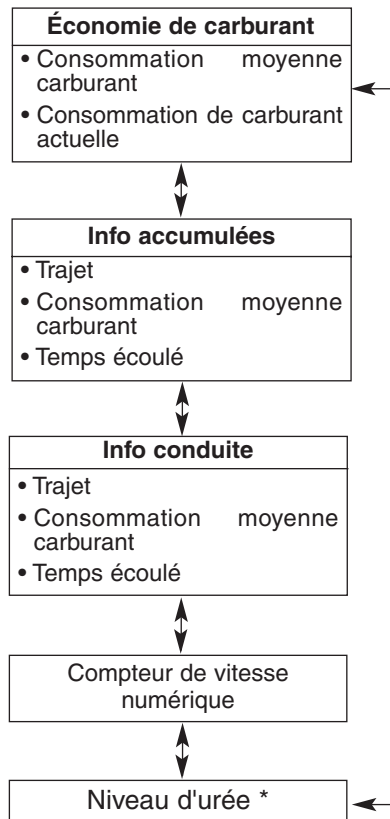 Économie de carburant
• Consommation moyenne
carburant
• Consommation de carburant
actuelle
Info accumulées
• Trajet
• Consommation moyenne
carburant
• Temps écoulé
Info conduite
• Trajet
• Consommation moyenne
carburant
• Temps écoulé
Compteur de vitesse
numérique
Niveau d'urée *